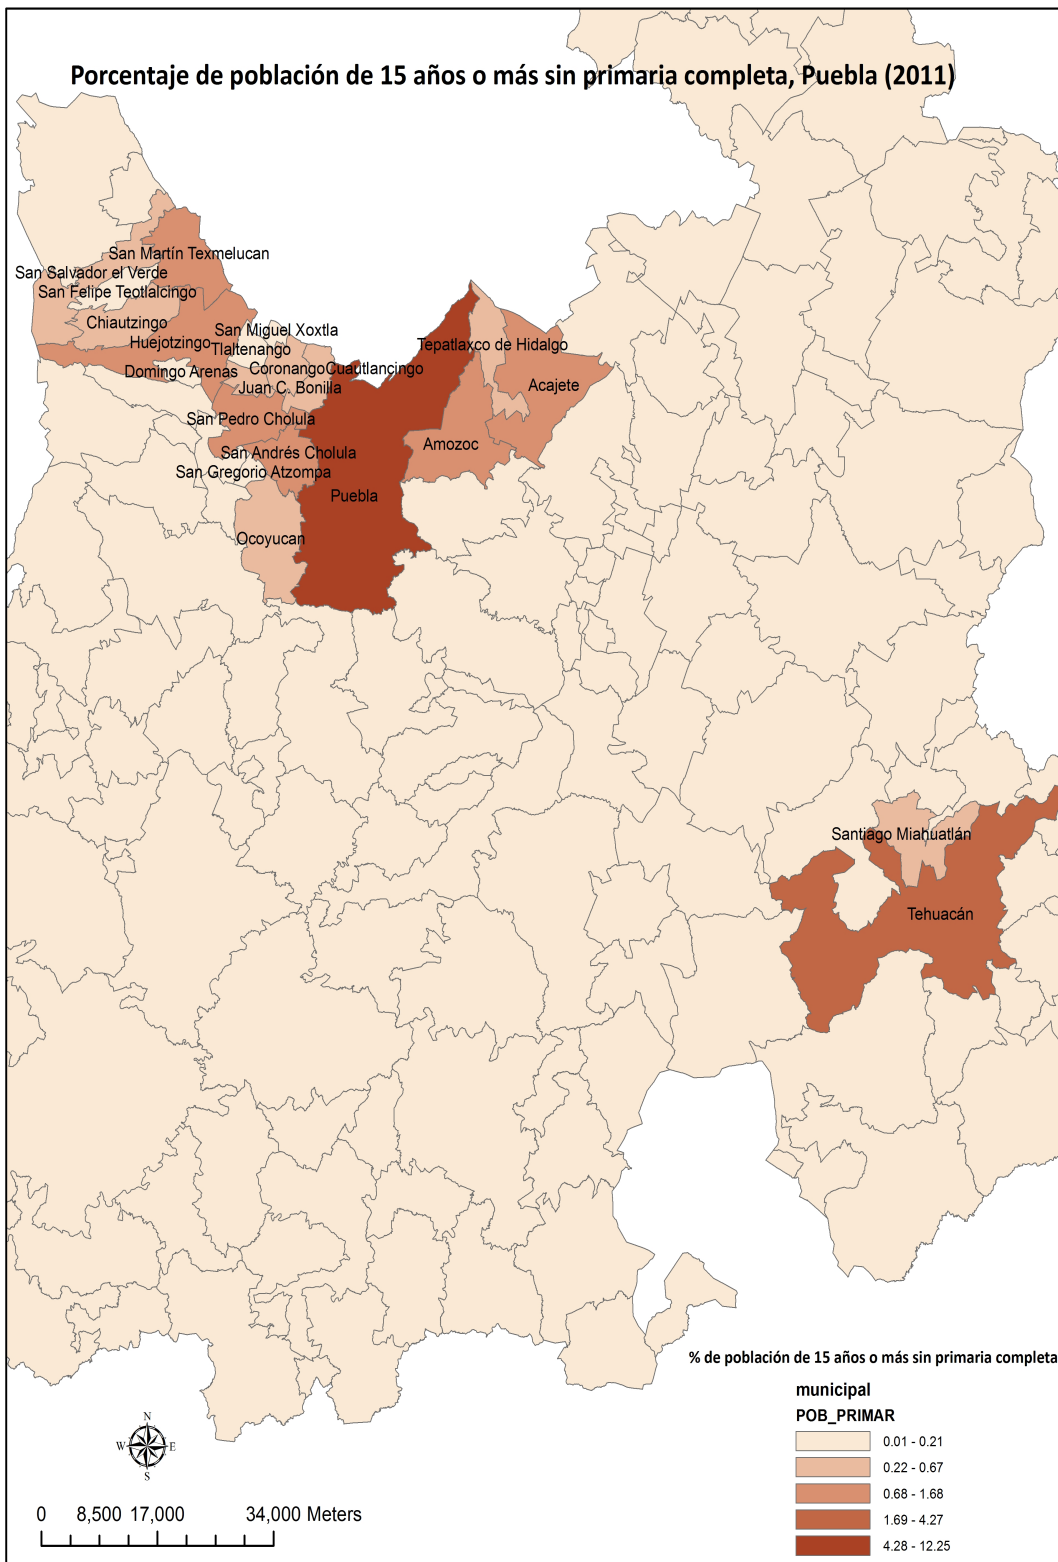 Porcentaje de población de 15 años o más sin primaria completa, Puebla (2011)
San Martín Texmelucan
San Salvador el Verde
San Felipe Teotlalcingo
Chiautzingo
San Miguel Xoxtla
Huejotzingo
Tlaltenango
Tepatlaxco de Hidalgo
Domingo Arenas
Coronango
Cuautlancingo
Juan C. Bonilla
Acajete
San Pedro Cholula
Amozoc
San Andrés Cholula
San Gregorio Atzompa
Puebla
Ocoyucan
Santiago Miahuatlán
Tehuacán
% de población de 15 años o más sin primaria completa
municipal
POB_PRIMAR
0.01 - 0.21
0.22 - 0.67
0.68 - 1.68
1.69 - 4.27
4.28 - 12.25
N
W E
S
0 8,500 17,000 34,000 Meters